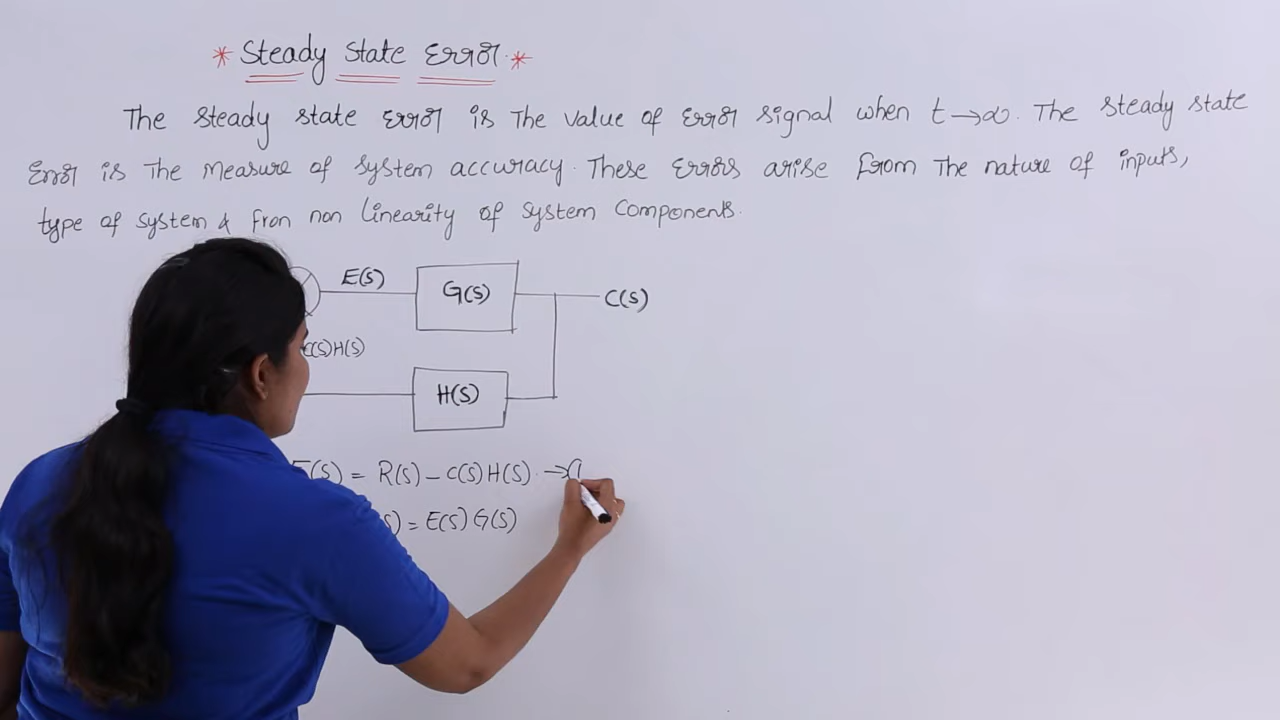 * Steady State Error. *
The steady state Error is The value of Error signal when t→∞. The steady state
Error is The measure of system accuracy. These Errors arise from The nature of inputs,
type of system & fron non linearity of system components.
E(S)
G(S)
C(S)
C(S)H(S)
H(S)
E(S) = R(S) - C(S)H(S). →
(S) = E(S)G(S)